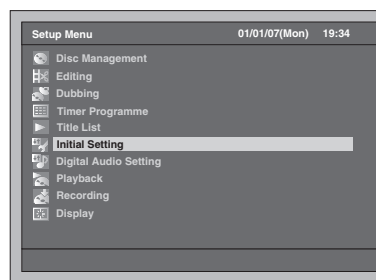 Setup Menu 01/01/07(Mon) 19:34
Disc Management
Editing
Dubbing
Timer Programme
Title List
Initial Setting
Digital Audio Setting
Playback
Recording
Display